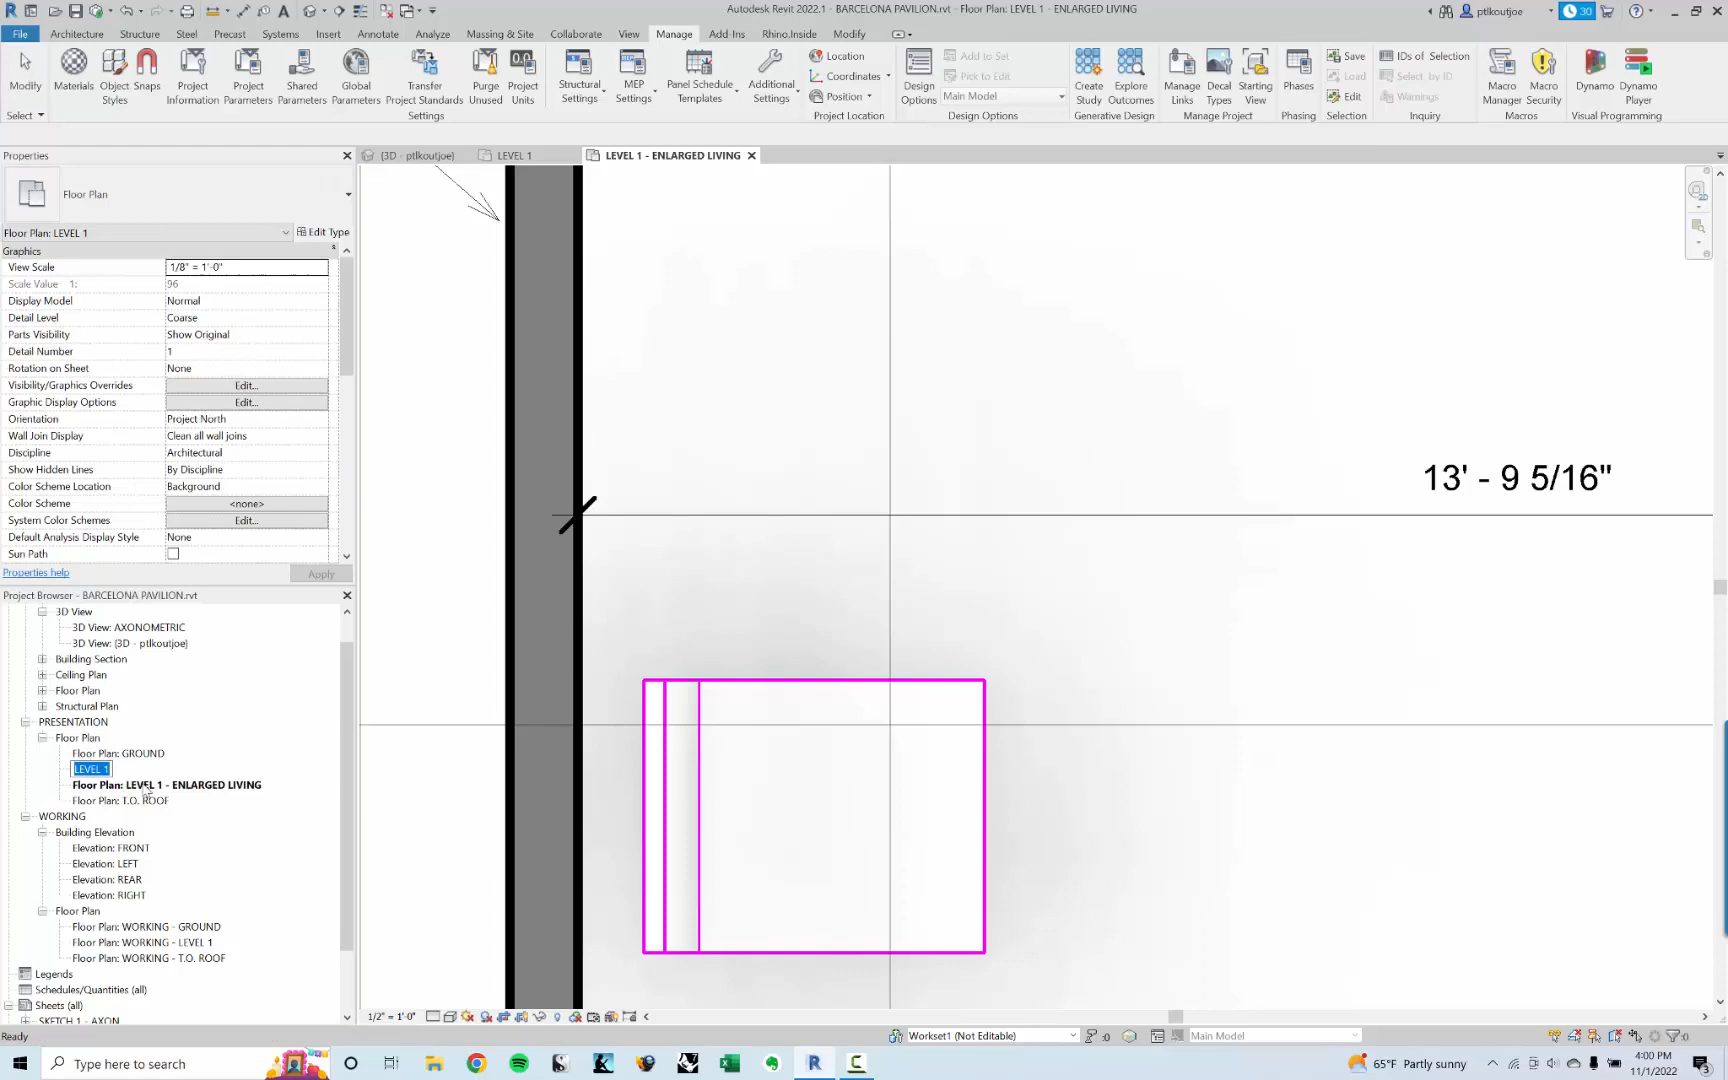 Autodesk Revit 2022.1 - BARCELONA PAVILION.rvt - Floor Plan: LEVEL 1 - ENLARGED LIVING
ptlkoutjoe
30
File Architecture Structure Steel Precast Systems Insert Annotate Analyze Massing & Site Collaborate View Manage Add-Ins Rhino.Inside Modify
Modify
Materials
Object Styles
Snaps
Project Information
Project Parameters
Shared Parameters
Global Parameters
Transfer Project Standards
Purge Unused
Project Units
Structural Settings
MEP Settings
Panel Schedule Templates
Additional Settings
Location
Coordinates
Position
Design Options
Add to Set
Pick to Edit
Main Model
Create Study
Explore Outcomes
Manage Links
Decal Types
Starting View
Phases
Save
Load
Edit
IDs of Selection
Select by ID
Warnings
Macro Manager
Macro Security
Dynamo
Dynamo Player
Select
Settings
Project Location
Design Options
Generative Design
Manage Project
Phasing
Selection
Inquiry
Macros
Visual Programming
Properties
{3D - ptlkoutjoe}
LEVEL 1
LEVEL 1 - ENLARGED LIVING
Floor Plan
Floor Plan: LEVEL 1
Edit Type
Graphics
View Scale 1/8" = 1'-0"
Scale Value 1: 96
Display Model Normal
Detail Level Coarse
Parts Visibility Show Original
Detail Number 1
Rotation on Sheet None
Visibility/Graphics Overrides Edit...
Graphic Display Options Edit...
Orientation Project North
Wall Join Display Clean all wall joins
Discipline Architectural
Show Hidden Lines By Discipline
Color Scheme Location Background
Color Scheme <none>
System Color Schemes Edit...
Default Analysis Display Style None
Sun Path
Properties help
Apply
13' - 9 5/16"
Project Browser - BARCELONA PAVILION.rvt
3D View
3D View: AXONOMETRIC
3D View: {3D - ptlkoutjoe}
Building Section
Ceiling Plan
Floor Plan
Structural Plan
PRESENTATION
Floor Plan
Floor Plan: GROUND
LEVEL 1
Floor Plan: LEVEL 1 - ENLARGED LIVING
Floor Plan: T.O. ROOF
WORKING
Building Elevation
Elevation: FRONT
Elevation: LEFT
Elevation: REAR
Elevation: RIGHT
Floor Plan
Floor Plan: WORKING - GROUND
Floor Plan: WORKING - LEVEL 1
Floor Plan: WORKING - T.O. ROOF
Legends
Schedules/Quantities (all)
Sheets (all)
SKETCH 1 - AXON
1/2" = 1'-0"
Ready
Workset1 (Not Editable)
:0
Main Model
:0
Type here to search
65°F Partly sunny
4:00 PM
11/1/2022
3